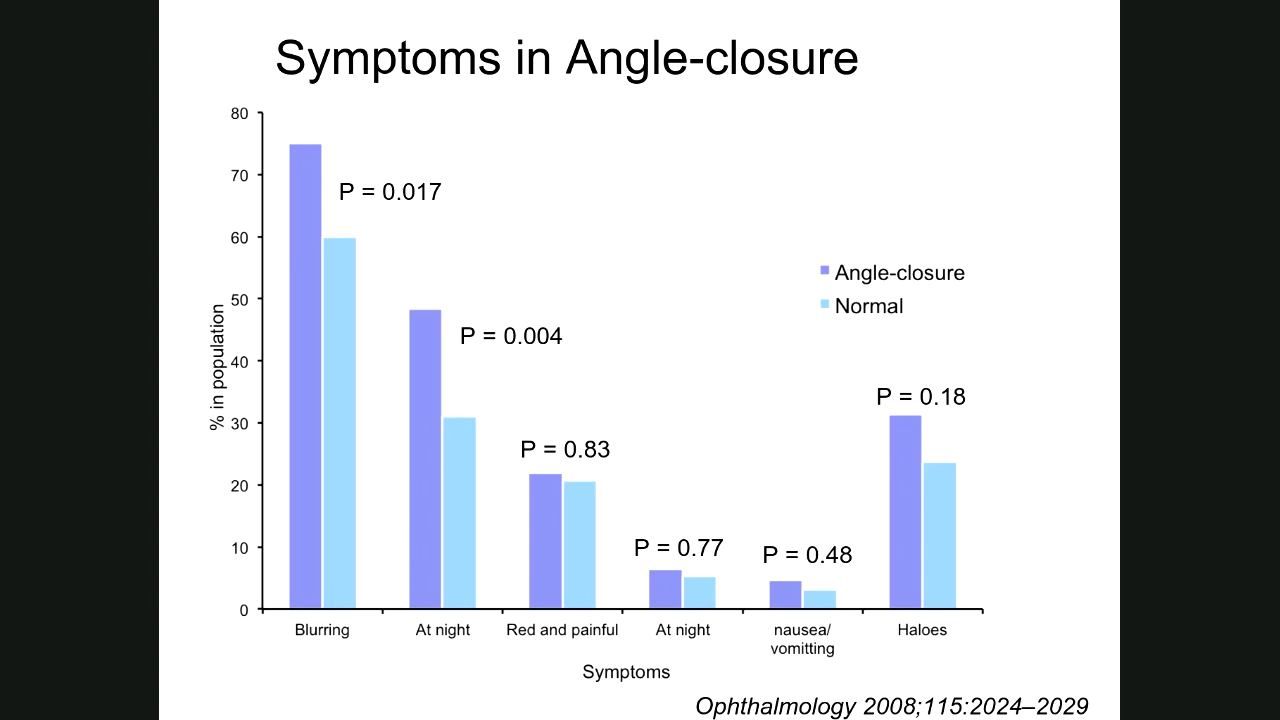 Symptoms in Angle-closure
80
70
60
50
40
30
20
10
0
% in population
P = 0.017
P = 0.004
P = 0.83
P = 0.77
P = 0.48
P = 0.18
Angle-closure
Normal
Blurring
At night
Red and painful
At night
nausea/
vomitting
Haloes
Symptoms
Ophthalmology 2008;115:2024–2029